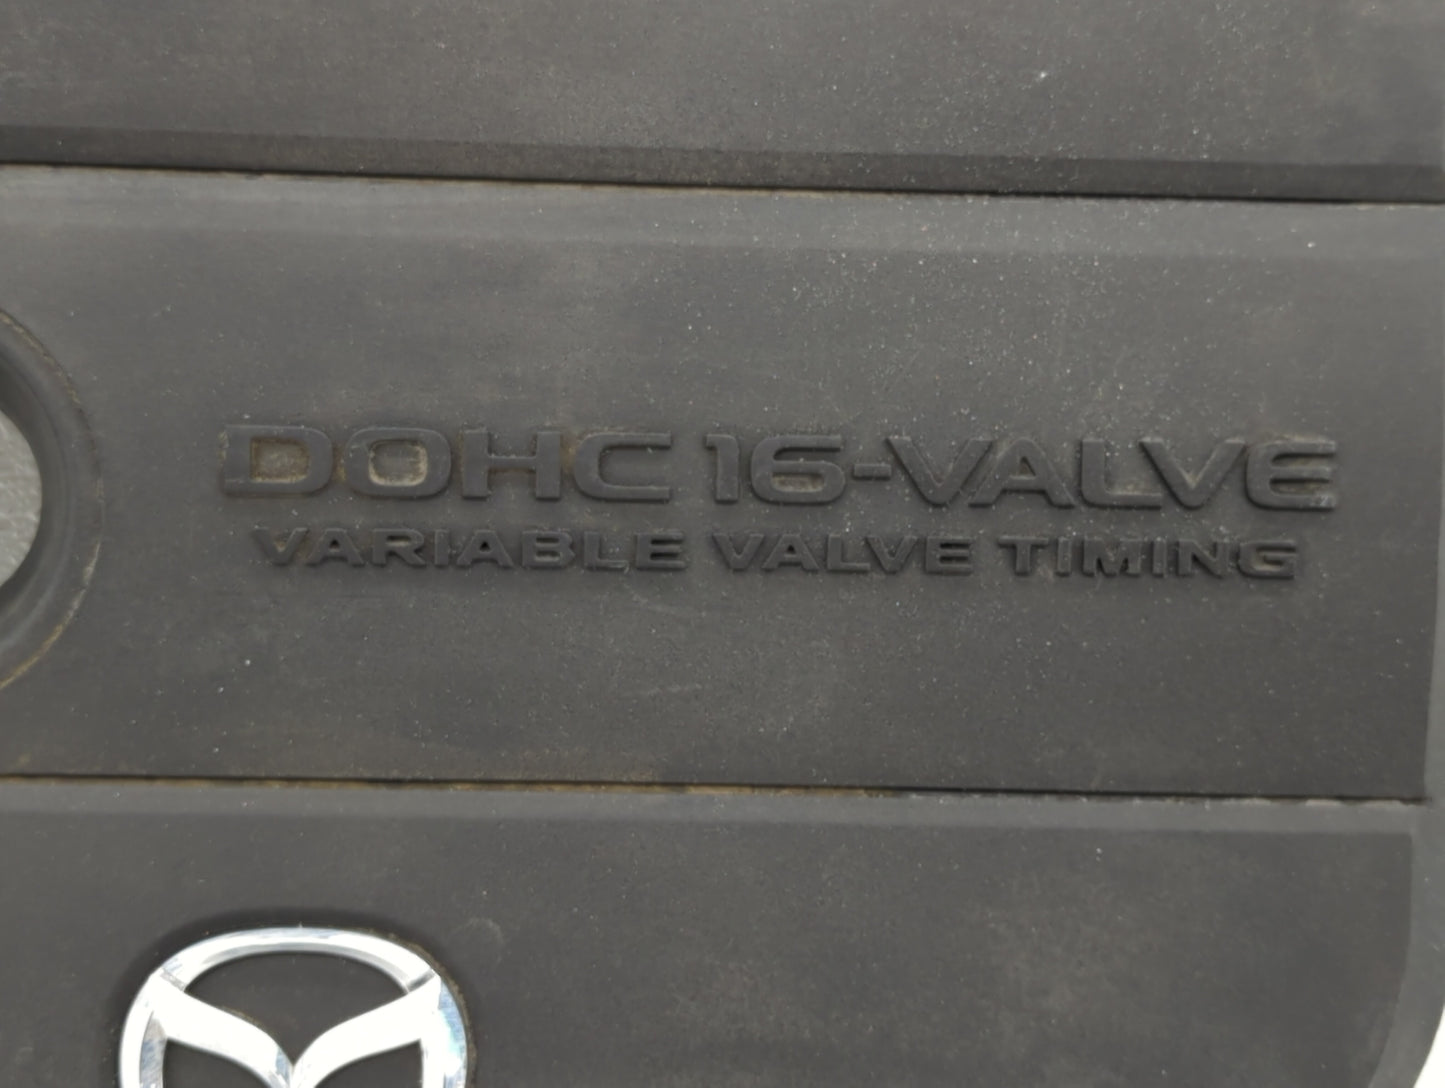 DOHC 16-VALVE
VARIABLE VALVE TIMING